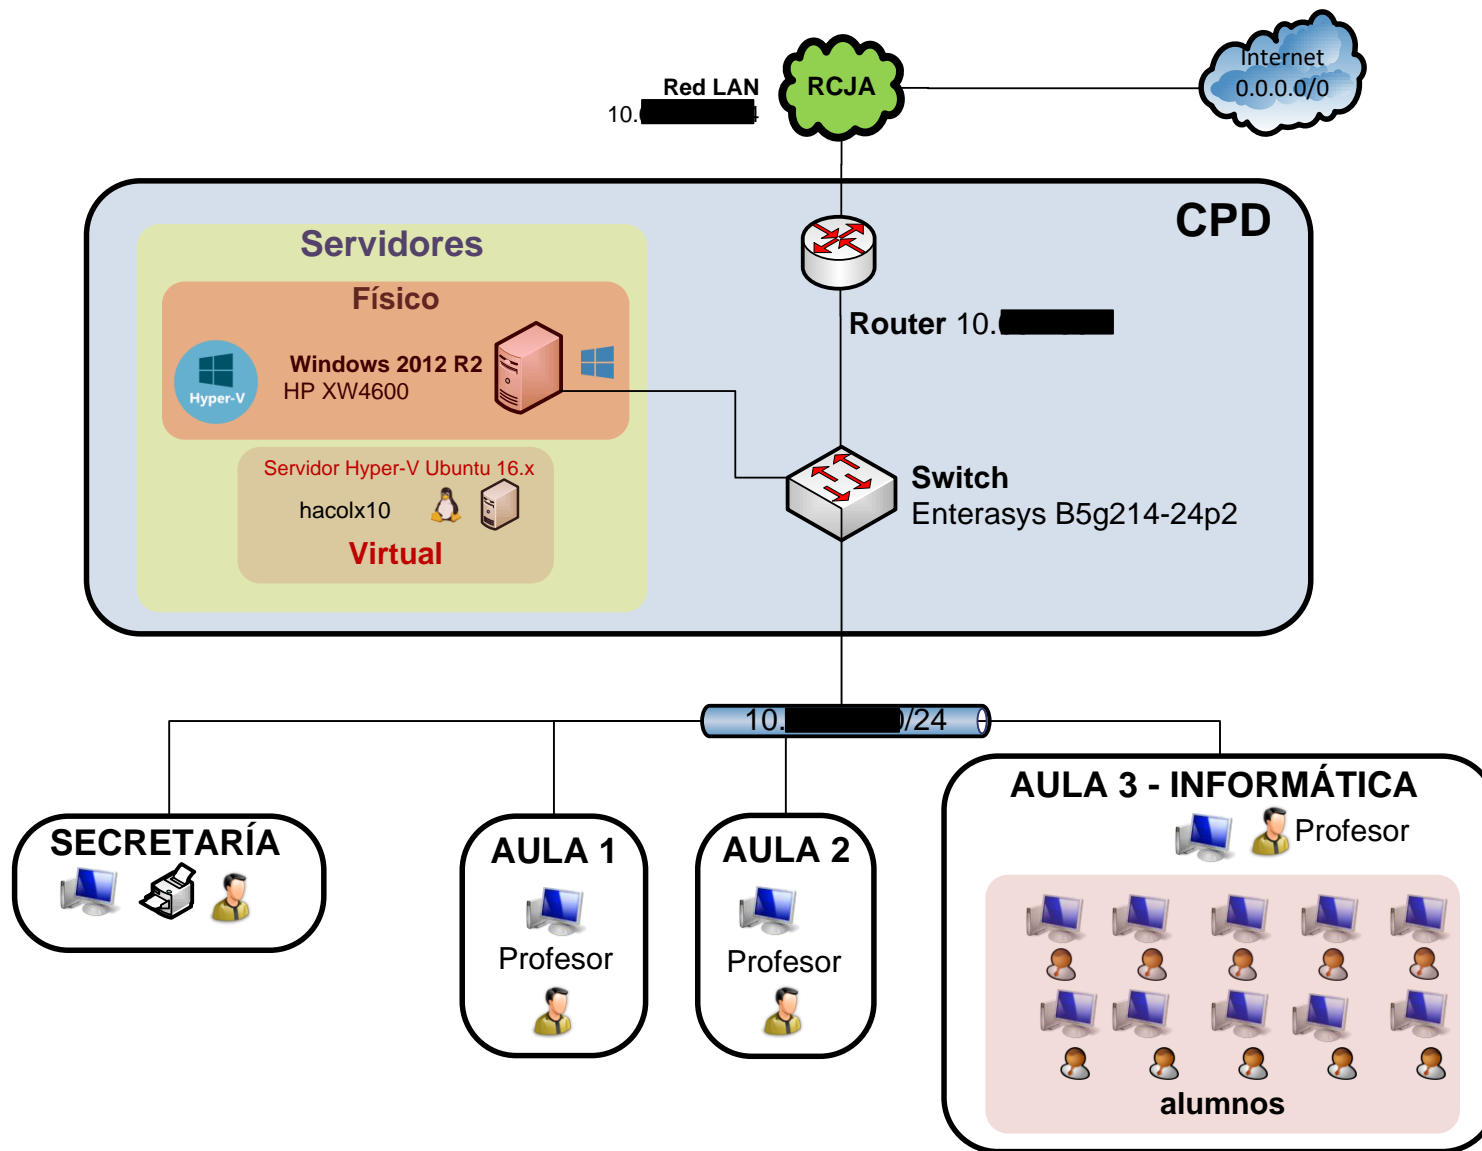 Internet
0.0.0.0/0
RCJA
Red LAN
10.
CPD
Servidores
Físico
Router 10.
Windows 2012 R2
HP XW4600
Hyper-V
Servidor Hyper-V Ubuntu 16.x
hacolx10
Virtual
Switch
Enterasys B5g214-24p2
10. /24
AULA 3 - INFORMÁTICA
Profesor
SECRETARÍA
AULA 1
Profesor
AULA 2
Profesor
alumnos